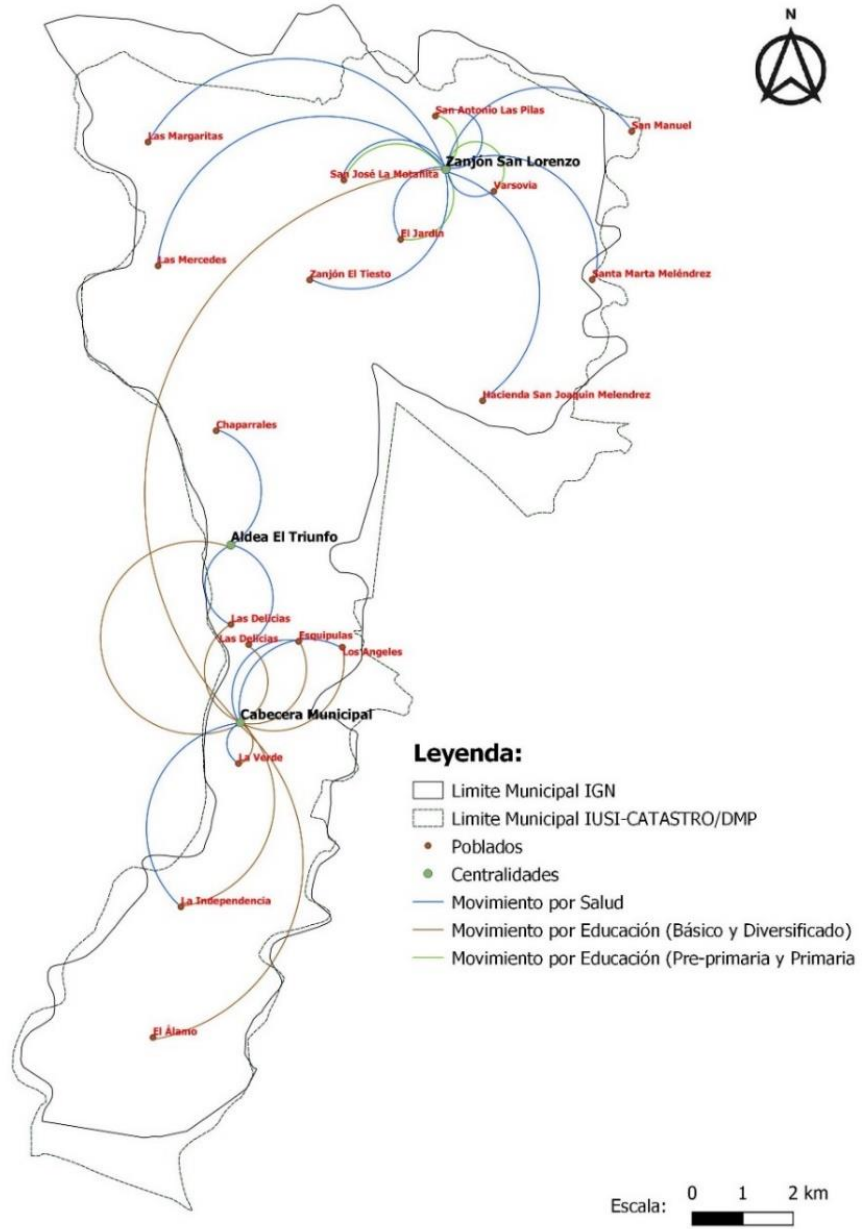 N
San Antonio Las Pilas
San Manuel
Las Margaritas
Zanjón San Lorenzo
San José La Motañita
Varsovia
El Jardín
Las Mercedes
Zanjón El Tiesto
Santa Marta Meléndrez
Hacienda San Joaquin Melendrez
Chaparrales
Aldea El Triunfo
Las Delicias
Las Delicias
Esquipulas
Los Angeles
Cabecera Municipal
La Verde
Leyenda:
Limite Municipal IGN
Limite Municipal IUSI-CATASTRO/DMP
Poblados
Centralidades
Movimiento por Salud
Movimiento por Educación (Básico y Diversificado)
Movimiento por Educación (Pre-primaria y Primaria
La Independencia
El Álamo
Escala:
0 1 2 km